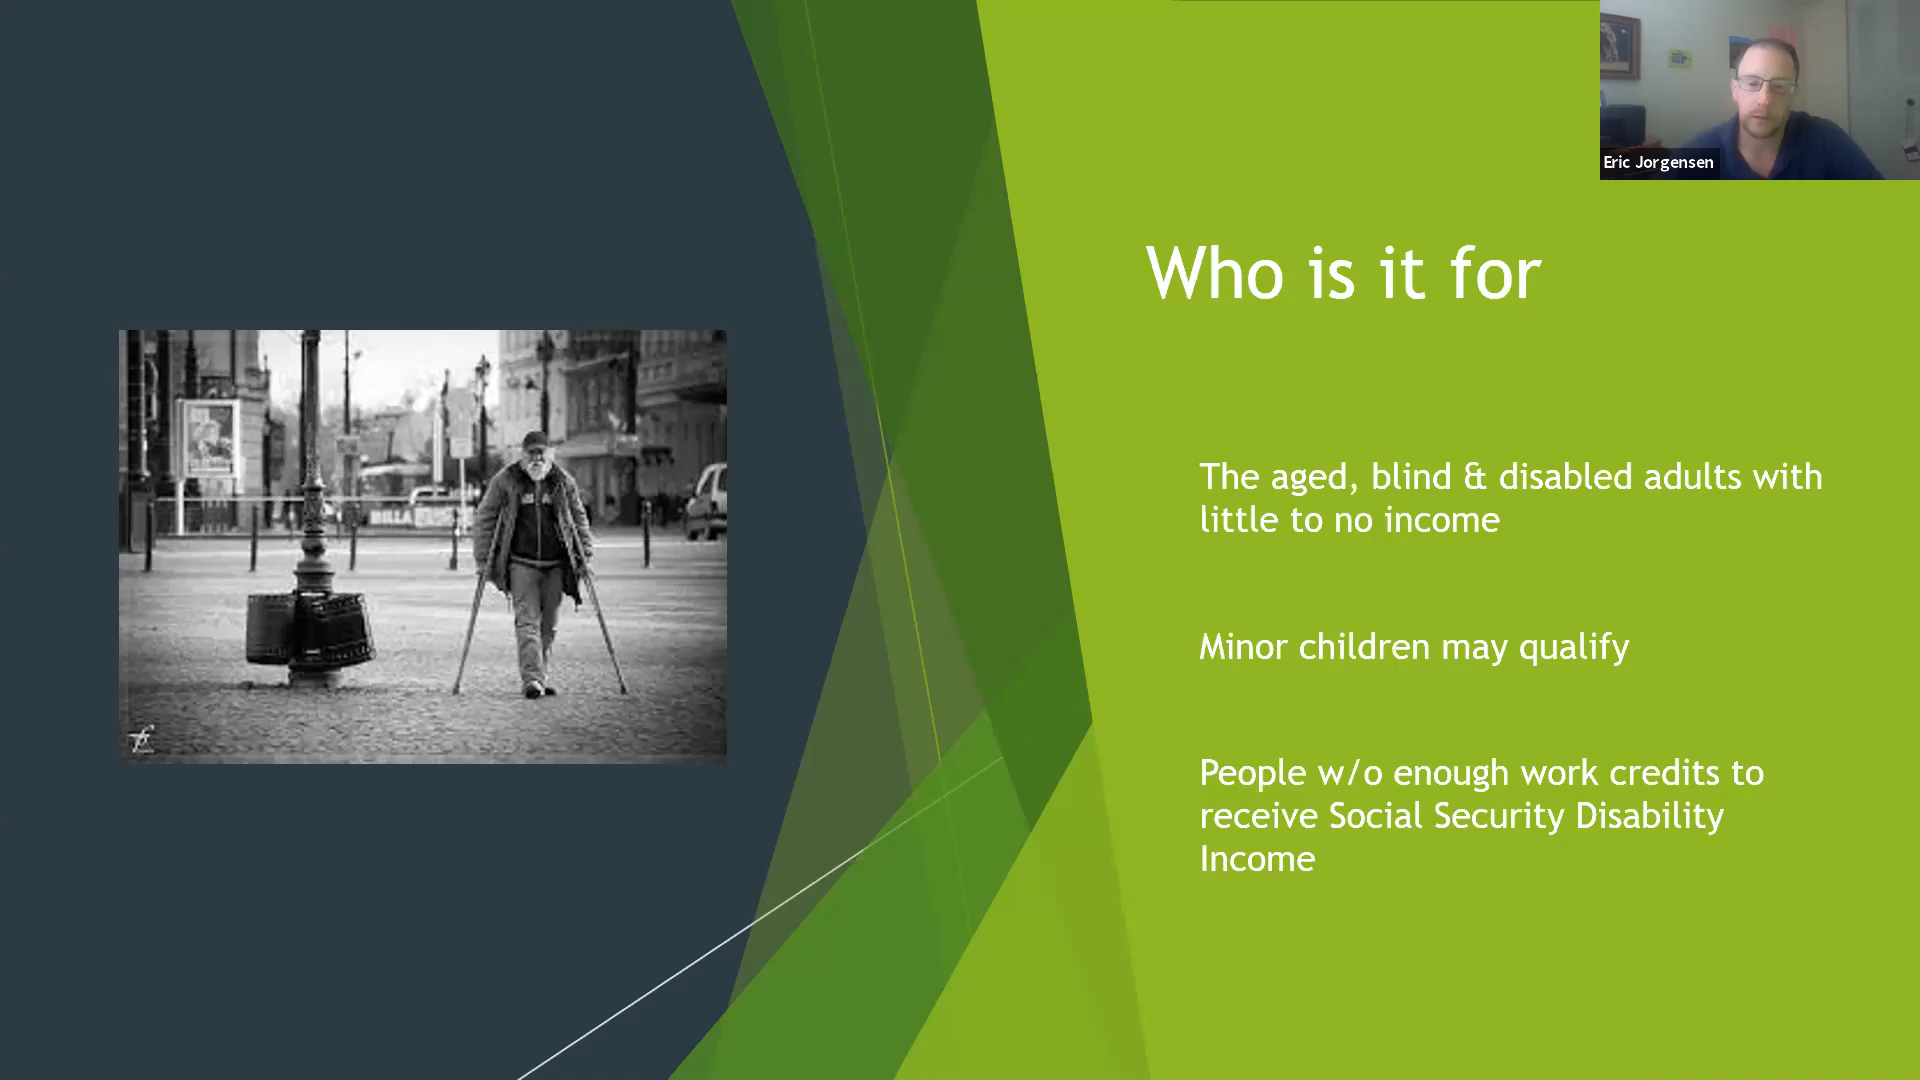 Eric Jorgensen
Who is it for
The aged, blind & disabled adults with
little to no income
Minor children may qualify
People w/o enough work credits to
receive Social Security Disability
Income
BILLA